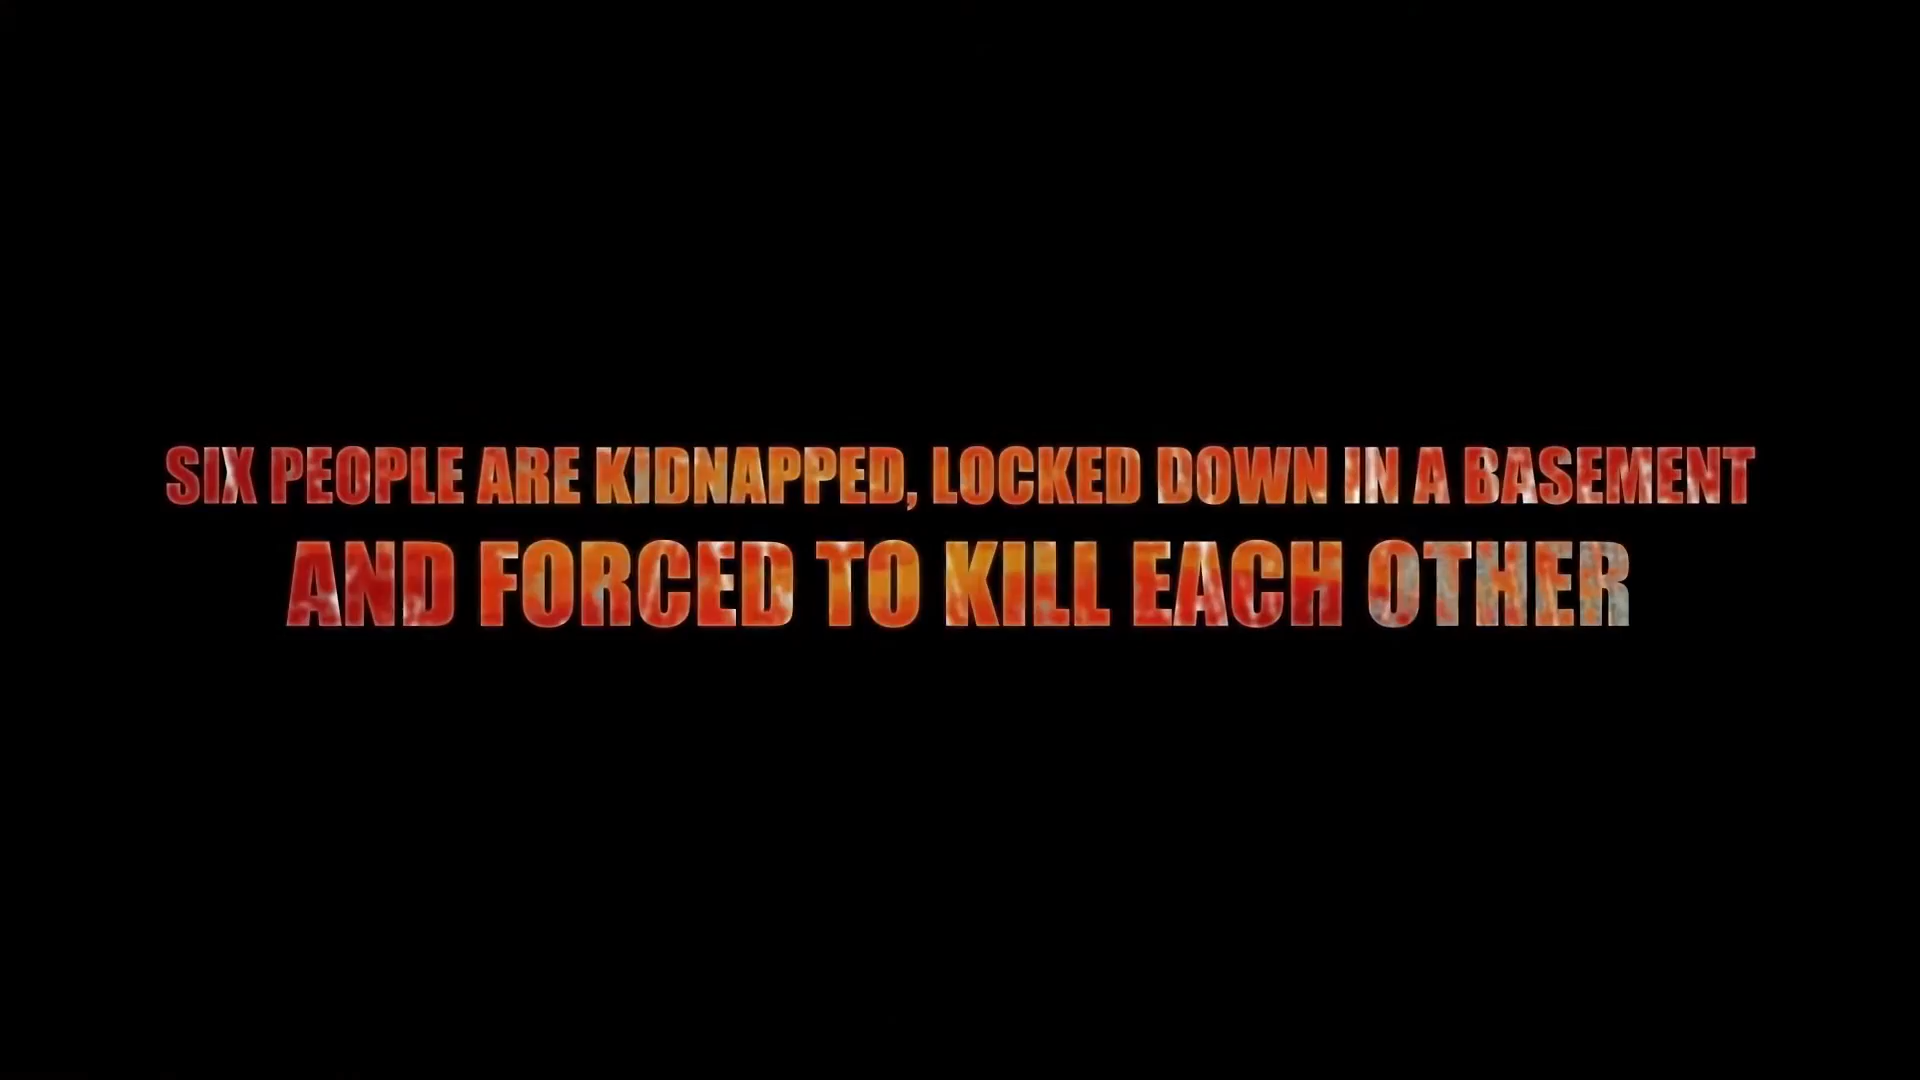 SIX PEOPLE ARE KIDNAPPED, LOCKED DOWN IN A BASEMENT
AND FORCED TO KILL EACH OTHER